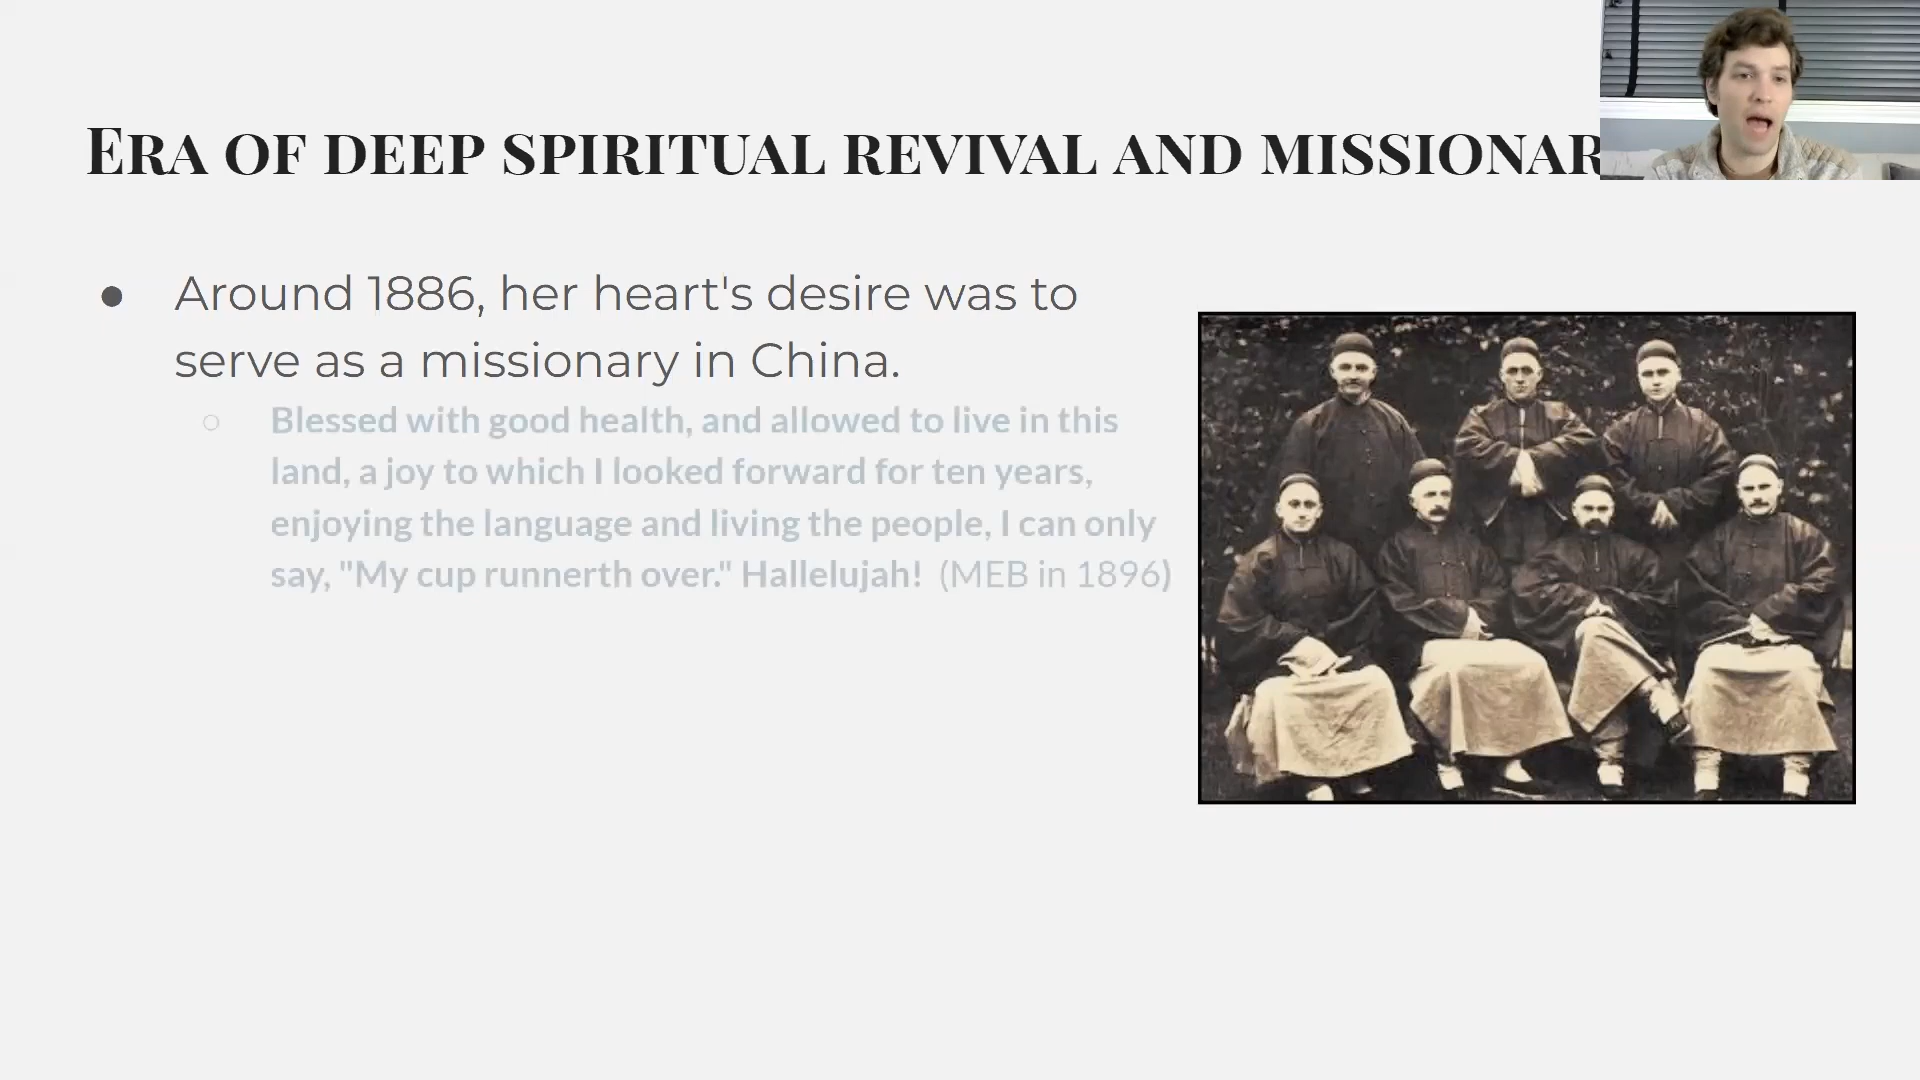 Era of deep spiritual revival and missionar
● Around 1886, her heart's desire was to
serve as a missionary in China.
○ Blessed with good health, and allowed to live in this
land, a joy to which I looked forward for ten years,
enjoying the language and living the people, I can only
say, "My cup runnerth over." Hallelujah! (MEB in 1896)